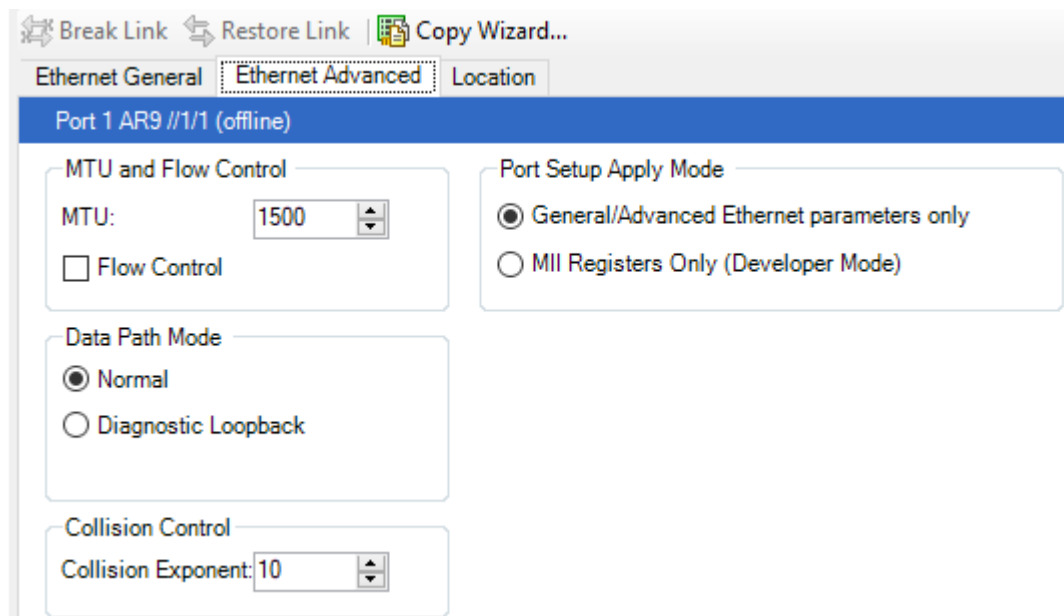 Break Link Restore Link Copy Wizard...
Ethernet General Ethernet Advanced Location
Port 1 AR9 //1/1 (offline)
MTU and Flow Control
MTU: 1500
Flow Control
Port Setup Apply Mode
General/Advanced Ethernet parameters only
MII Registers Only (Developer Mode)
Data Path Mode
Normal
Diagnostic Loopback
Collision Control
Collision Exponent: 10